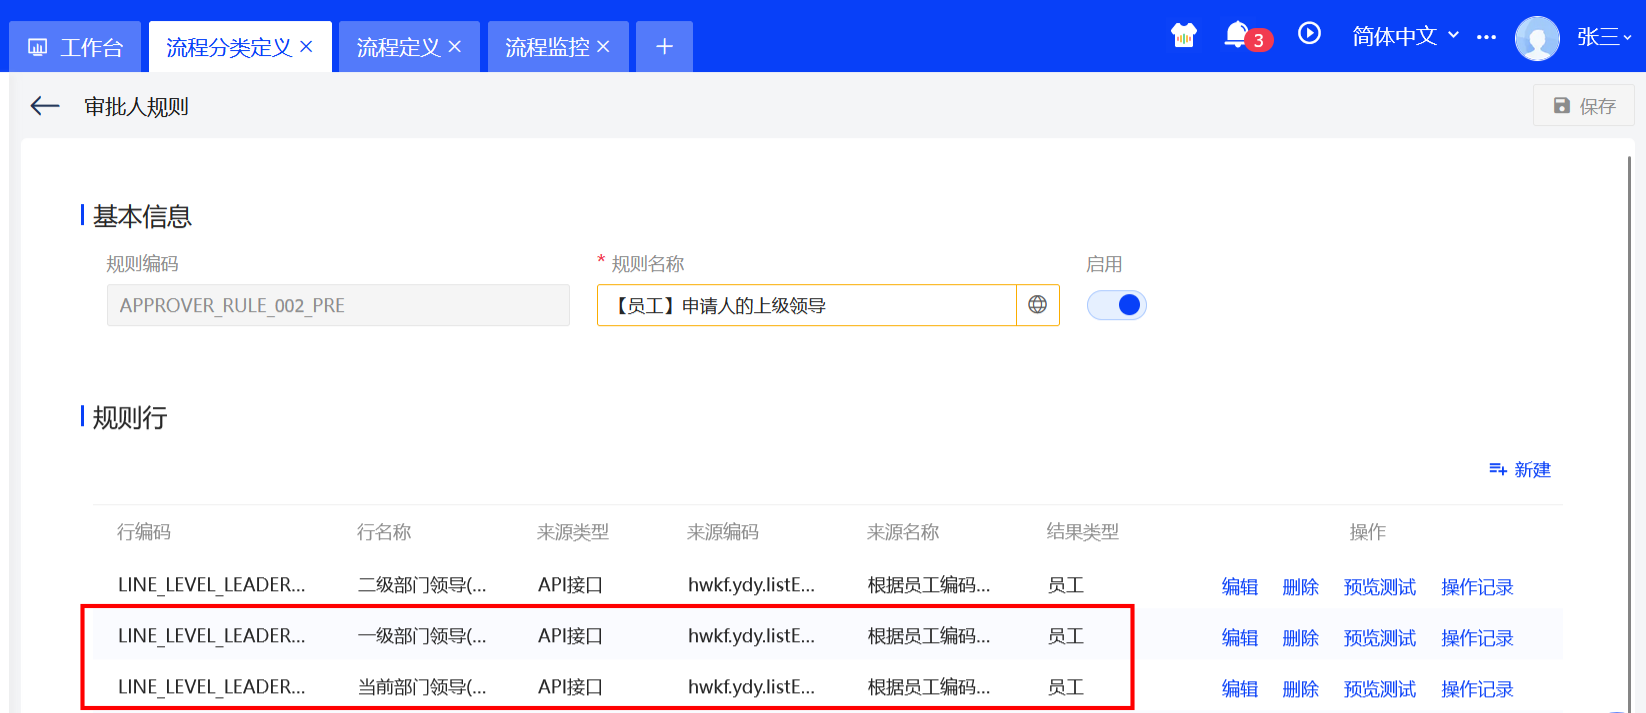 工作台 流程分类定义 × 流程定义 × 流程监控 × + 3 简体中文 ··· 张三
审批人规则 保存
基本信息
规则编码 * 规则名称 启用
APPROVER_RULE_002_PRE 【员工】申请人的上级领导
规则行
新建
行编码 行名称 来源类型 来源编码 来源名称 结果类型 操作
LINE_LEVEL_LEADER... 二级部门领导(... API接口 hwkf.ydy.listE... 根据员工编码... 员工 编辑 删除 预览测试 操作记录
LINE_LEVEL_LEADER... 一级部门领导(... API接口 hwkf.ydy.listE... 根据员工编码... 员工 编辑 删除 预览测试 操作记录
LINE_LEVEL_LEADER... 当前部门领导(... API接口 hwkf.ydy.listE... 根据员工编码... 员工 编辑 删除 预览测试 操作记录